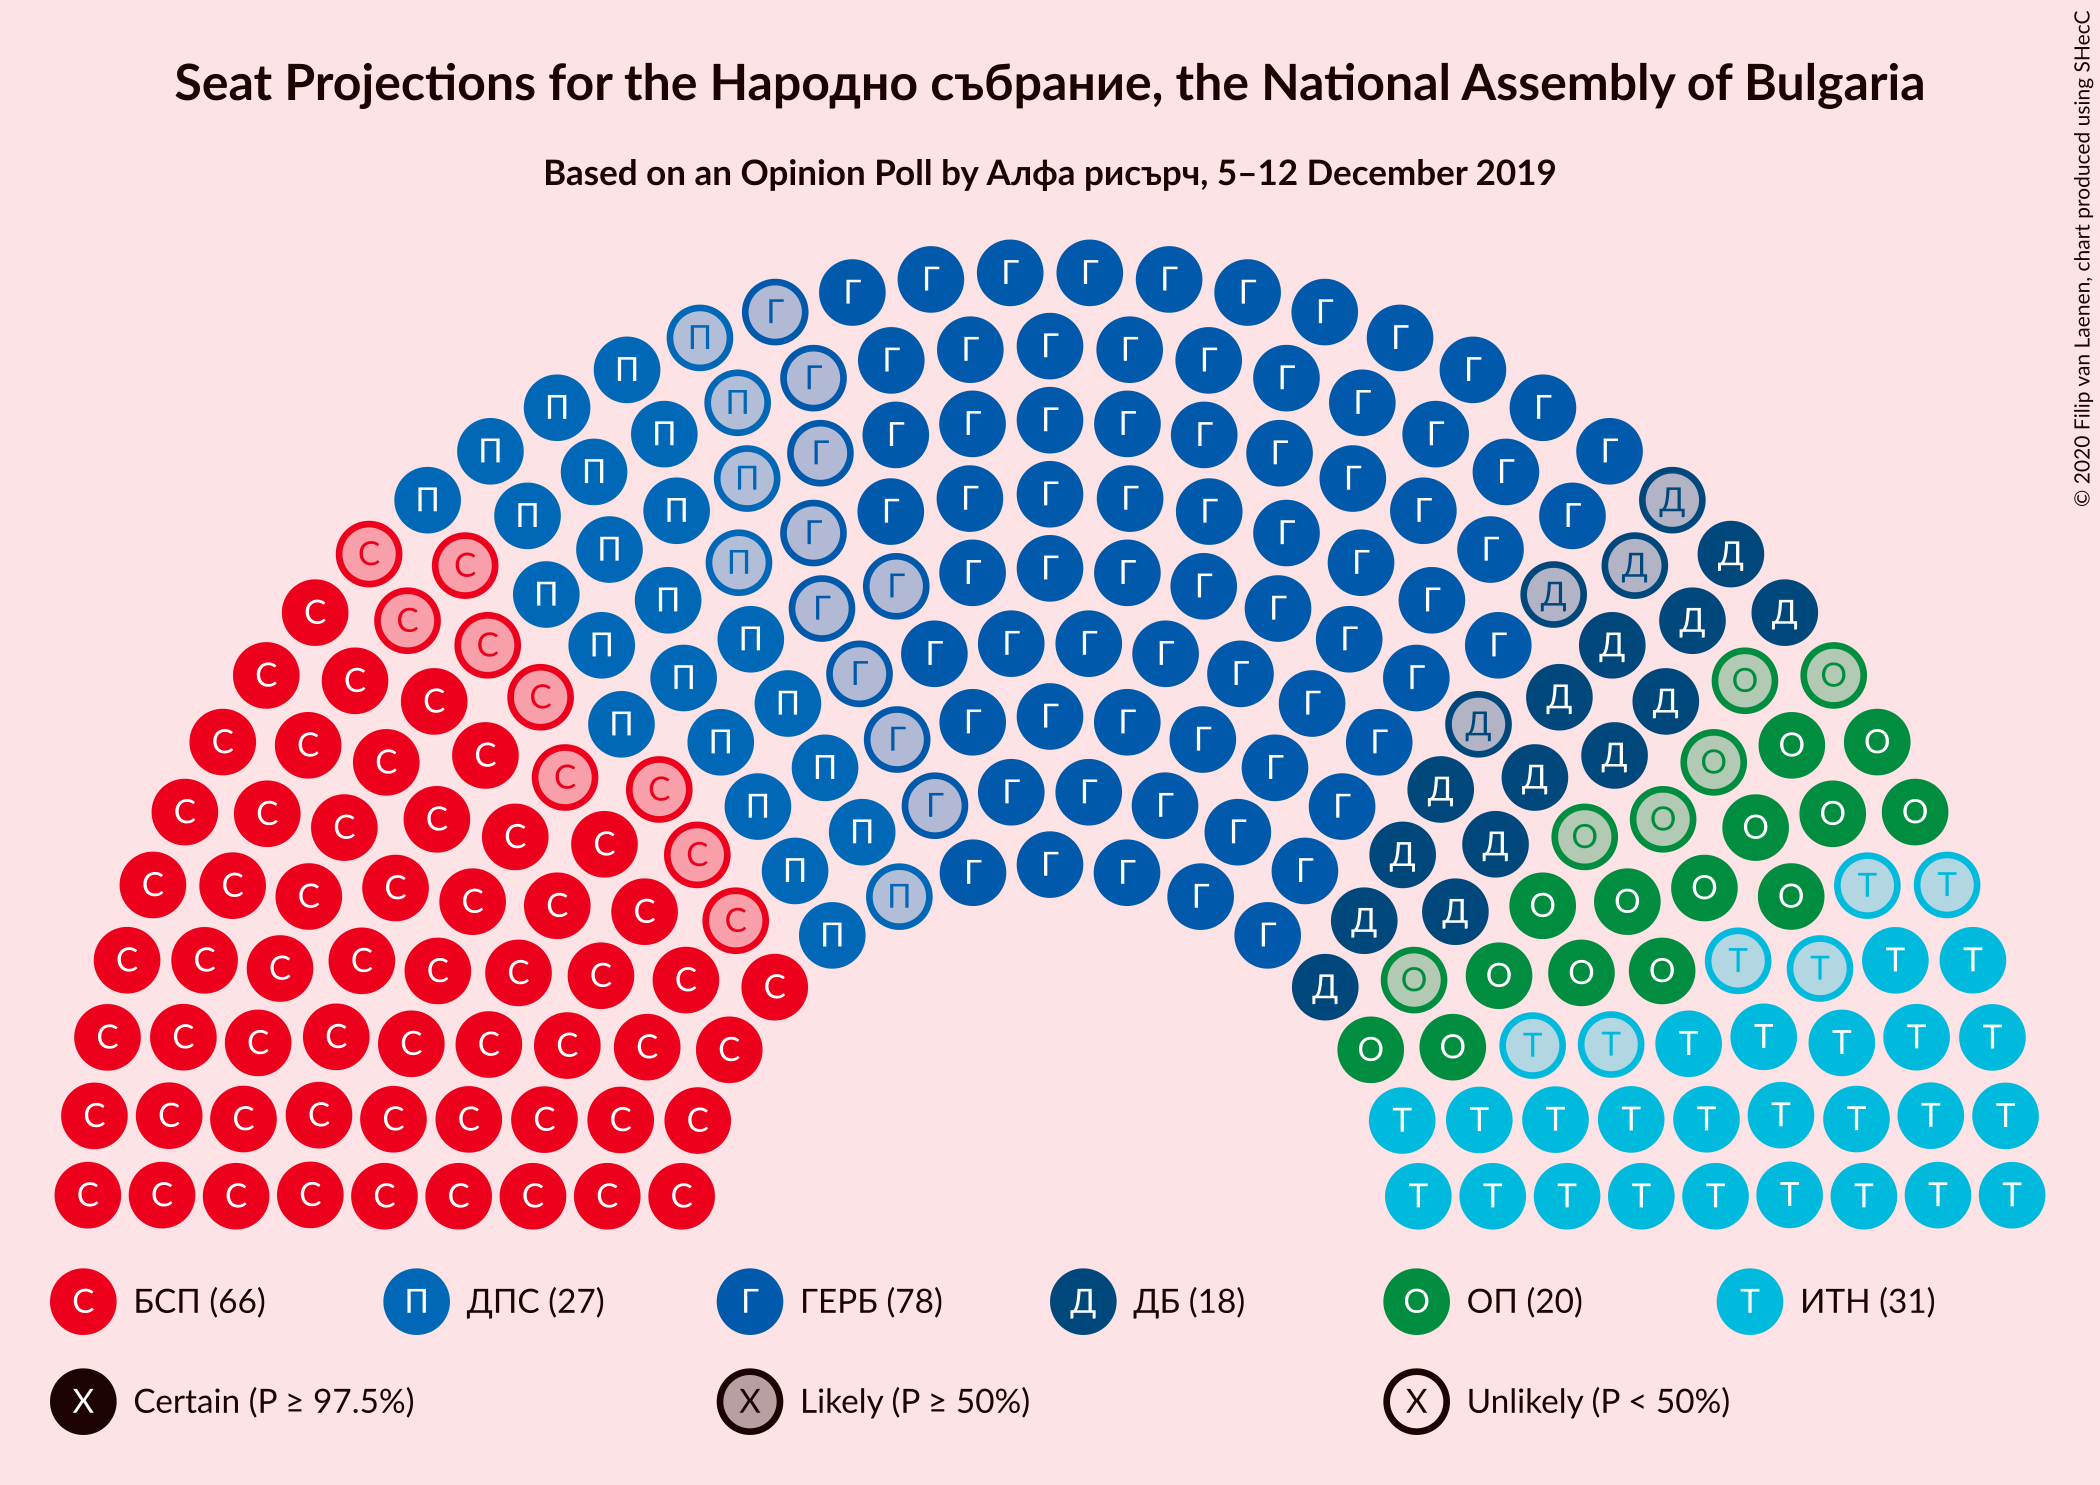 Seat Projections for the Народно събрание, the National Assembly of Bulgaria
Based on an Opinion Poll by Алфа рисърч, 5–12 December 2019
© 2020 Filip van Laenen, chart produced using SHecC
С БСП (66) П ДПС (27) Г ГЕРБ (78) Д ДБ (18) О ОП (20) Т ИТН (31)
X Certain (P ≥ 97.5%) X Likely (P ≥ 50%) X Unlikely (P < 50%)